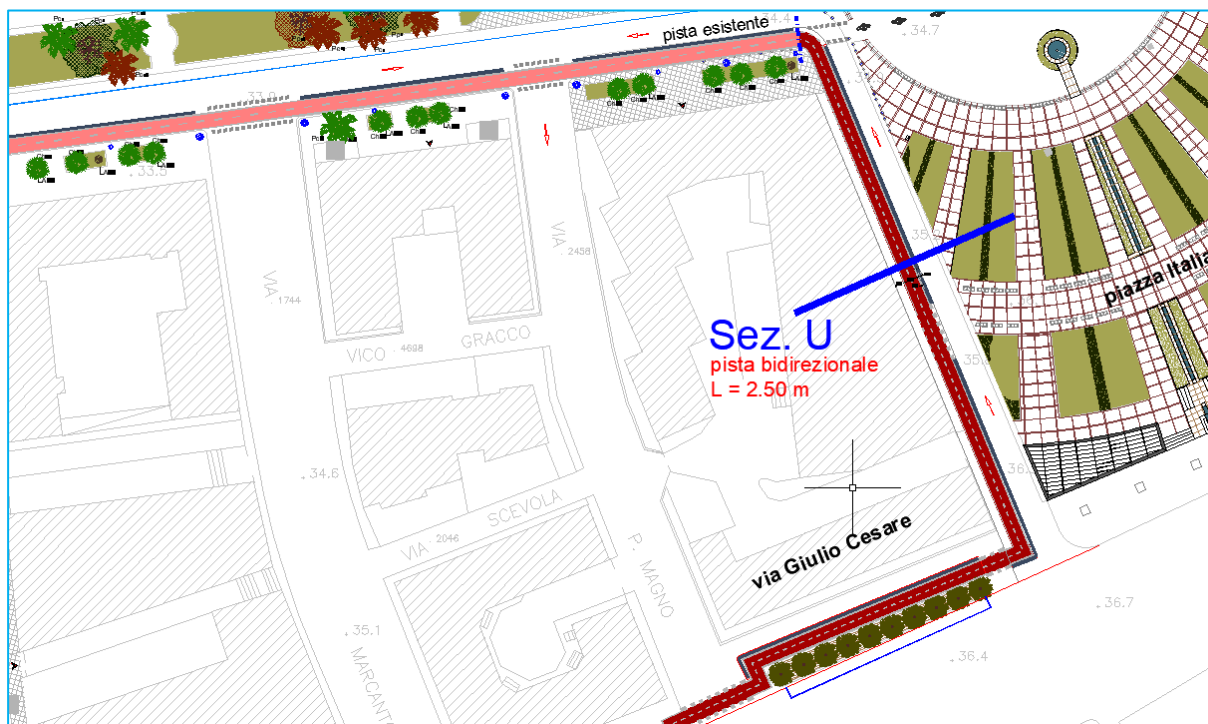 34.4
pista esistente
34.7
33.9
33.5
VIA
2458
VIA
1744
VICO 4698 GRACCO
piazza Italia
Sez. U
pista bidirezionale
L = 2.50 m
34.6
VIA 2046 SCEVOLA
via Giulio Cesare
P. MAGNO
36.7
35.1
36.4
MARCANTO